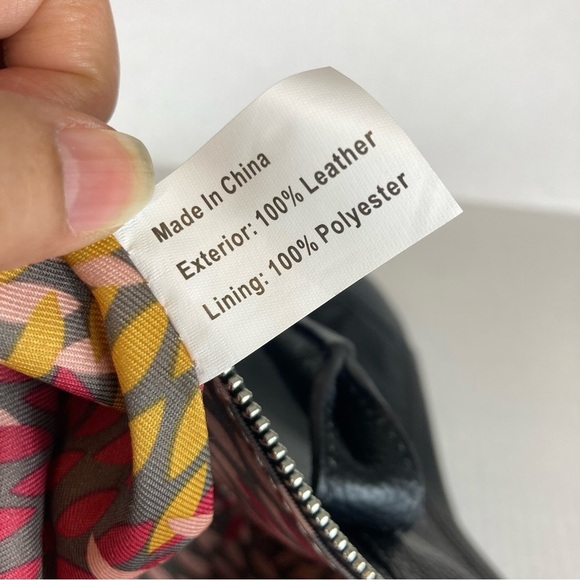 Made In China
Exterior: 100% Leather
Lining: 100% Polyester